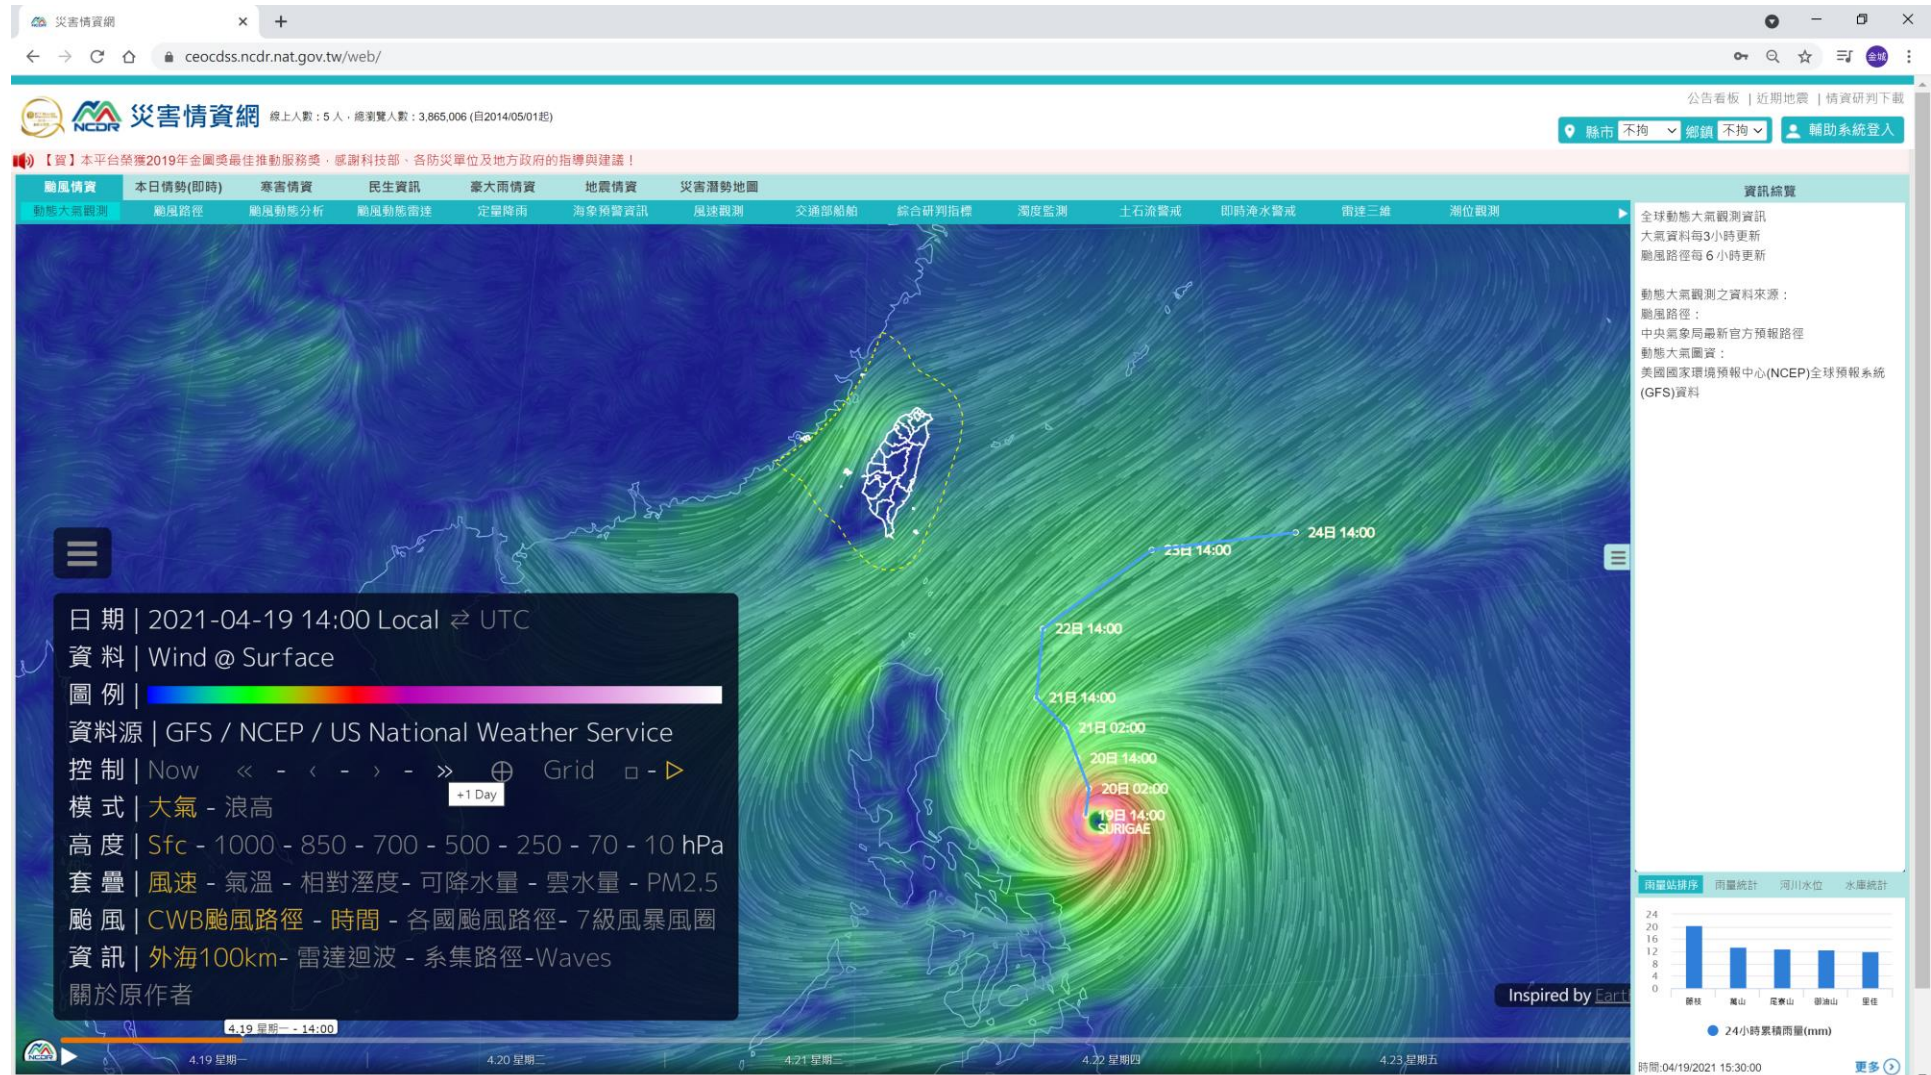 災害情資網
ceocdss.ncdr.nat.gov.tw/web/
金城
NCDR 災害情資網 線上人數：5 人，總瀏覽人數：3,865,006 (自2014/05/01起)
公告看板 | 近期地震 | 情資研判下載
縣市 不拘 鄉鎮 不拘 輔助系統登入
【賀】本平台榮獲2019年金圖獎最佳推動服務獎，感謝科技部、各防災單位及地方政府的指導與建議！
颱風情資 本日情勢(即時) 寒害情資 民生資訊 豪大雨情資 地震情資 災害潛勢地圖
動態大氣觀測 颱風路徑 颱風動態分析 颱風動態雷達 定量降雨 海象預警資訊 風速觀測 交通部船舶 綜合研判指標 濁度監測 土石流警戒 即時淹水警戒 雷達三維 潮位觀測
資訊綜覽
全球動態大氣觀測資訊
大氣資料每3小時更新
颱風路徑每 6 小時更新
動態大氣觀測之資料來源：
颱風路徑：
中央氣象局最新官方預報路徑
動態大氣圖資：
美國國家環境預報中心(NCEP)全球預報系統
(GFS)資料
24日 14:00
23日 14:00
22日 14:00
21日 14:00
21日 02:00
20日 14:00
20日 02:00
19日 14:00
SURIGAE
日 期 | 2021-04-19 14:00 Local ⇄ UTC
資 料 | Wind @ Surface
圖 例 |
資料源 | GFS / NCEP / US National Weather Service
控 制 | Now « - ‹ - › - » ⊕ Grid □ - ▷
+1 Day
模 式 | 大氣 - 浪高
高 度 | Sfc - 1000 - 850 - 700 - 500 - 250 - 70 - 10 hPa
套 疊 | 風速 - 氣溫 - 相對溼度- 可降水量 - 雲水量 - PM2.5
颱 風 | CWB颱風路徑 - 時間 - 各國颱風路徑- 7級風暴風圈
資 訊 | 外海100km- 雷達迴波 - 系集路徑-Waves
關於原作者
Inspired by Eart
4.19 星期一 - 14:00
NCDR 4.19 星期一 4.20 星期二 4.21 星期三 4.22 星期四 4.23 星期五
雨量站排序 雨量統計 河川水位 水庫統計
24
20
16
12
8
4
0
藤枝 萬山 尾寮山 御油山 里佳
24小時累積雨量(mm)
時間:04/19/2021 15:30:00 更多